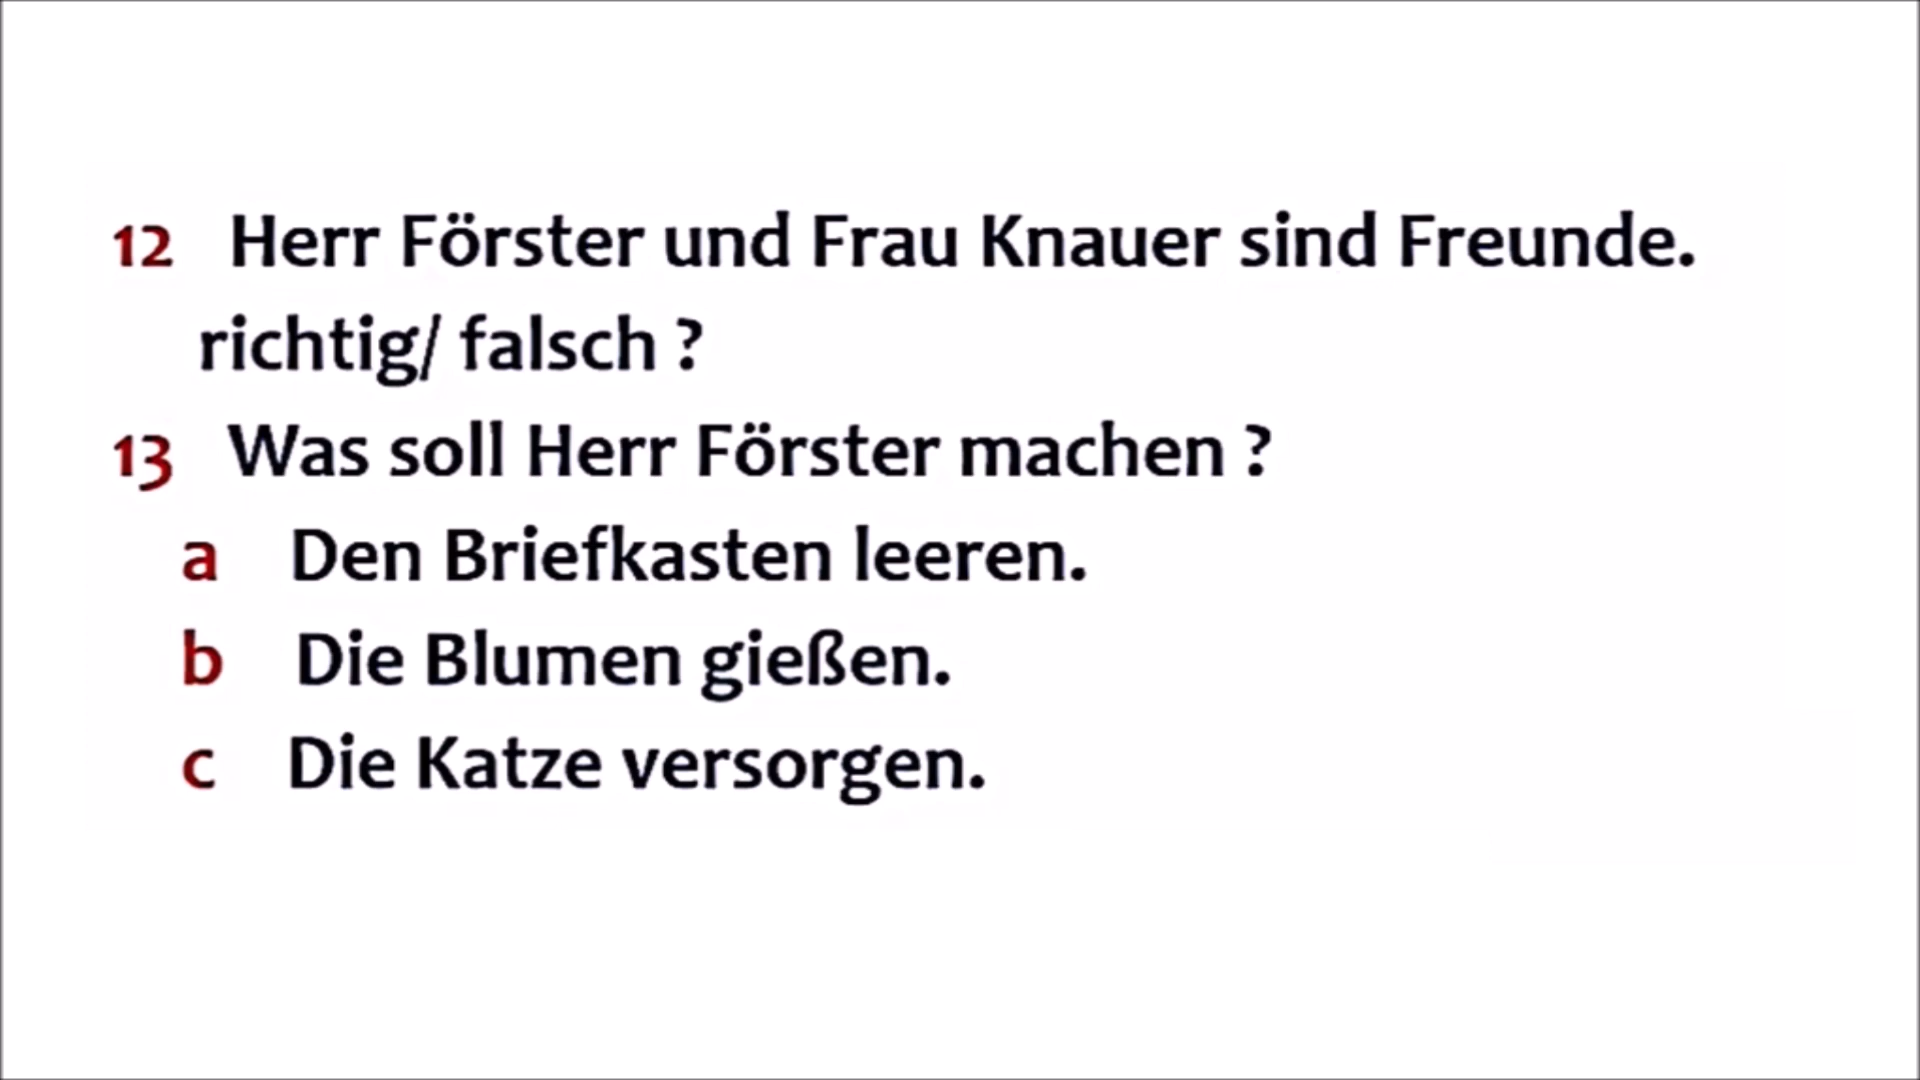 12 Herr Förster und Frau Knauer sind Freunde.
richtig/ falsch ?
13 Was soll Herr Förster machen ?
a Den Briefkasten leeren.
b Die Blumen gießen.
c Die Katze versorgen.